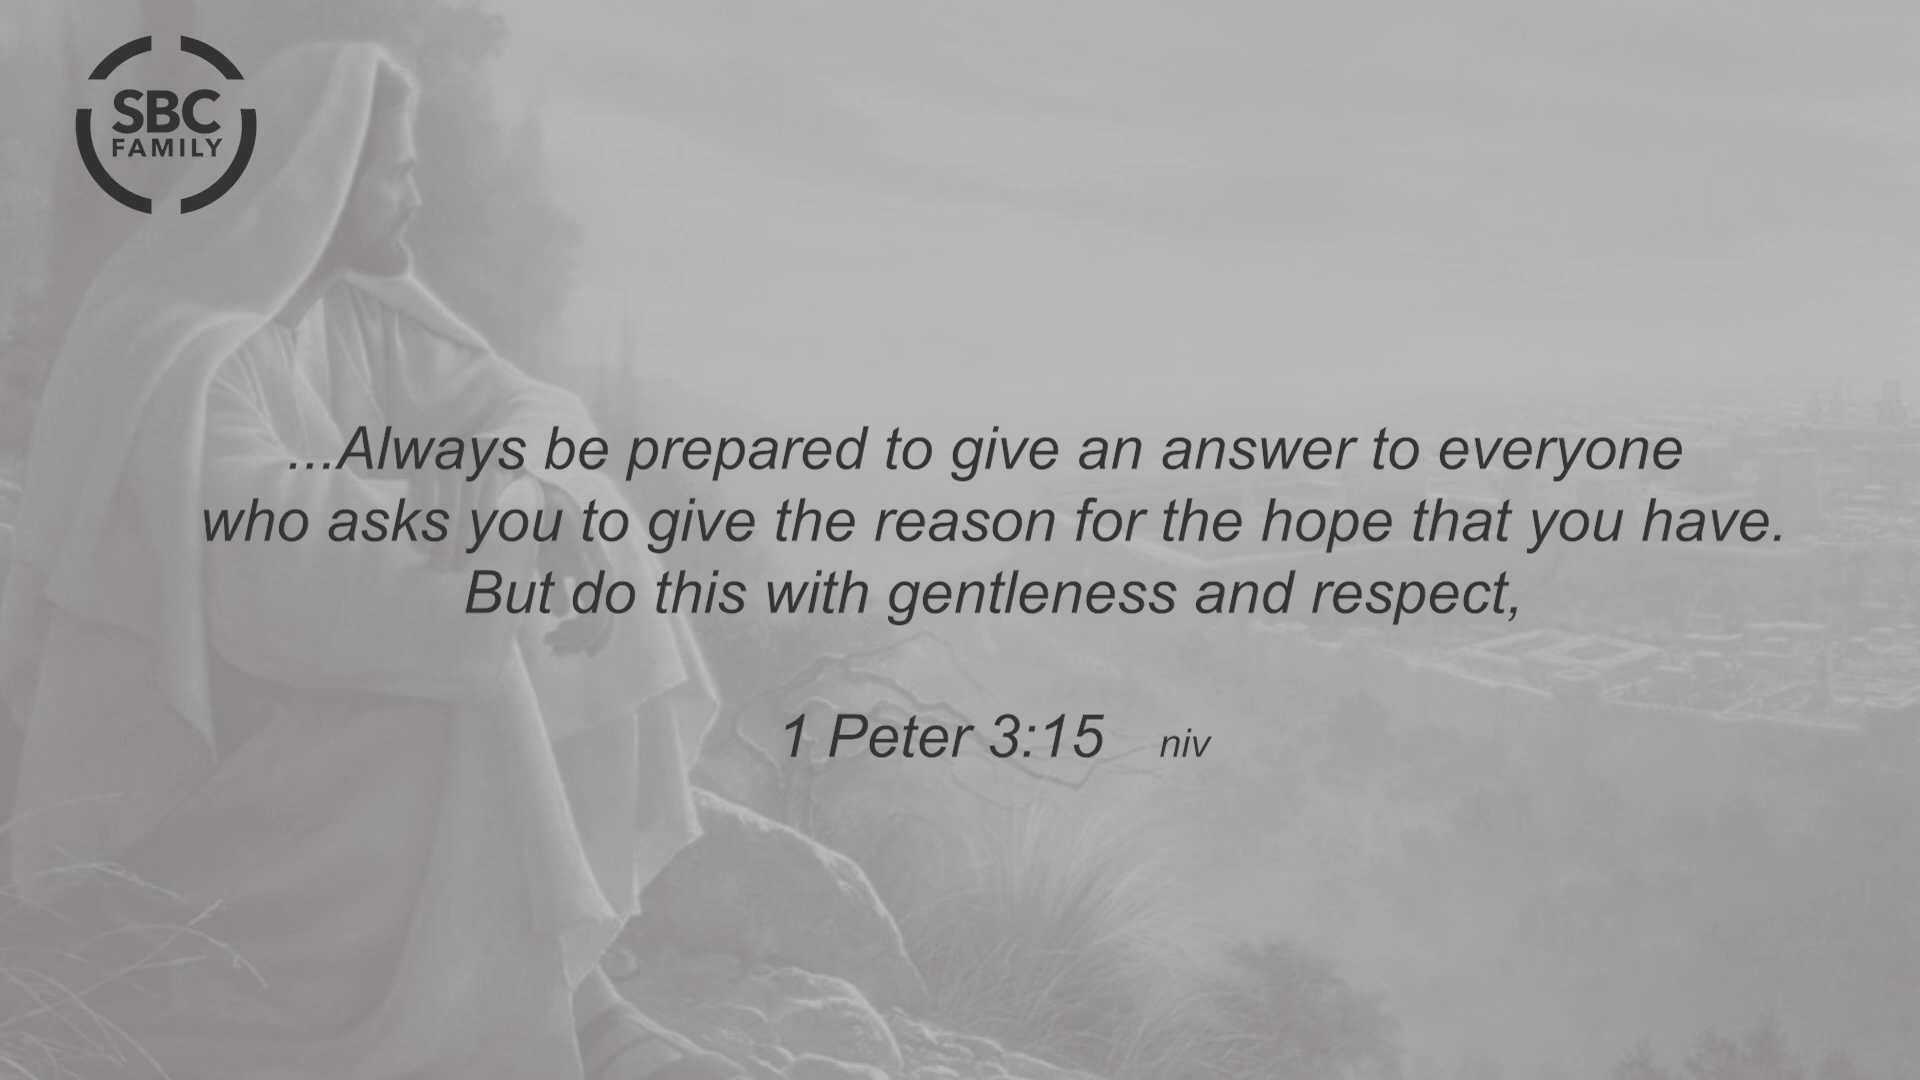 SBC
FAMILY
...Always be prepared to give an answer to everyone
who asks you to give the reason for the hope that you have.
But do this with gentleness and respect,
1 Peter 3:15 niv